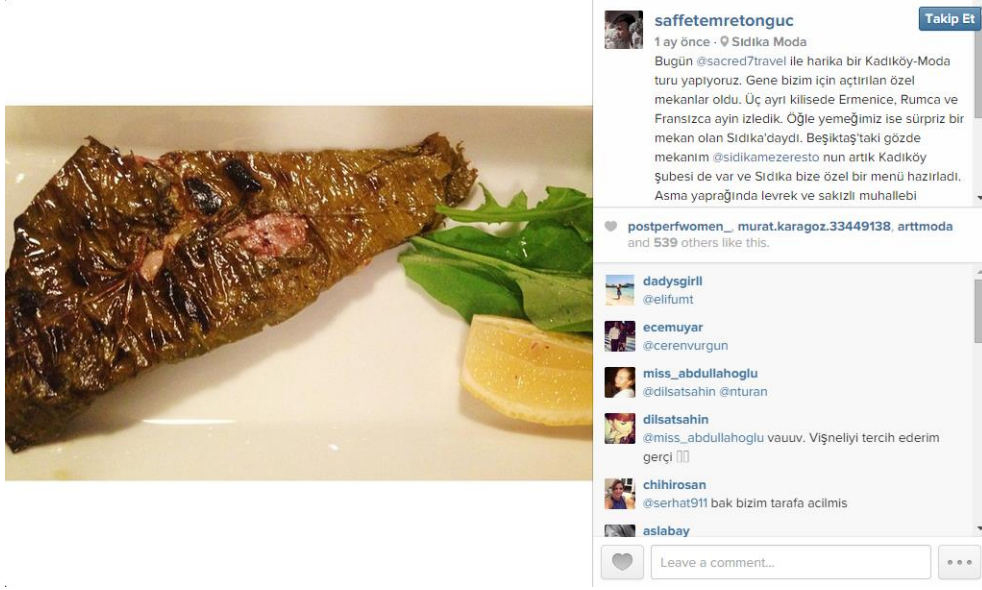 saffetemretonguc
Takip Et
1 ay önce · Sıdıka Moda
Bugün @sacred7travel ile harika bir Kadıköy-Moda
turu yapıyoruz. Gene bizim için açtırılan özel
mekanlar oldu. Üç ayrı kilisede Ermenice, Rumca ve
Fransızca ayin izledik. Öğle yemeğimiz ise sürpriz bir
mekan olan Sıdıka'daydı. Beşiktaş'taki gözde
mekanım @sidikamezeresto nun artık Kadıköy
şubesi de var ve Sıdıka bize özel bir menü hazırladı.
Asma yaprağında levrek ve sakızlı muhallebi
postperfwomen_, murat.karagoz.33449138, arttmoda
and 539 others like this.
dadysgirll
@elifumt
ecemuyar
@cerenvurgun
miss_abdullahoglu
@dilsatsahin @nturan
dilsatsahin
@miss_abdullahoglu vauuv. Vişneliyi tercih ederim
gerçi
chihirosan
@serhat911 bak bizim tarafa acilmis
aslabay
Leave a comment...